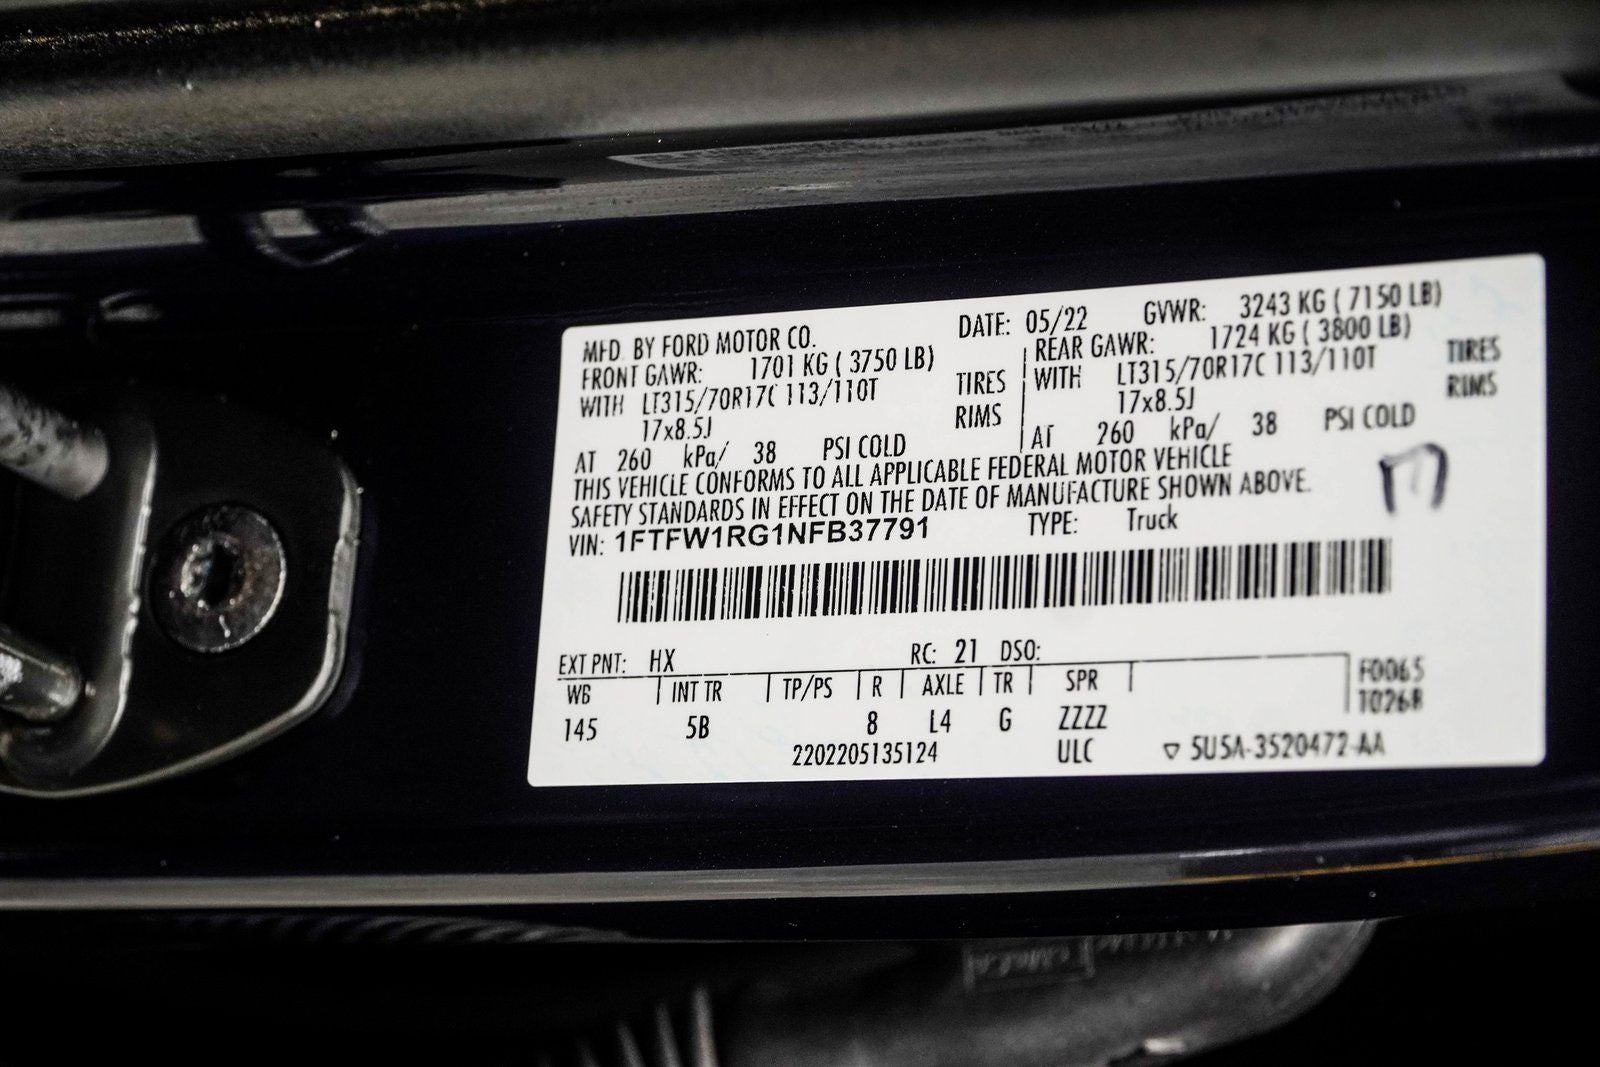 MFD. BY FORD MOTOR CO. DATE: 05/22 GVWR: 3243 KG ( 7150 LB)
FRONT GAWR: 1701 KG ( 3750 LB) REAR GAWR: 1724 KG ( 3800 LB)
WITH LT315/70R17C 113/110T TIRES WITH LT315/70R17C 113/110T TIRES
17x8.5J RIMS 17x8.5J RIMS
AT 260 kPa/ 38 PSI COLD AT 260 kPa/ 38 PSI COLD
THIS VEHICLE CONFORMS TO ALL APPLICABLE FEDERAL MOTOR VEHICLE
SAFETY STANDARDS IN EFFECT ON THE DATE OF MANUFACTURE SHOWN ABOVE.
VIN: 1FTFW1RG1NFB37791 TYPE: Truck
EXT PNT: HX RC: 21 DSO:
WB INT TR TP/PS R AXLE TR SPR F0065
T0268
145 5B 8 L4 G ZZZZ
2202205135124 ULC ▽ 5U5A-3520472-AA